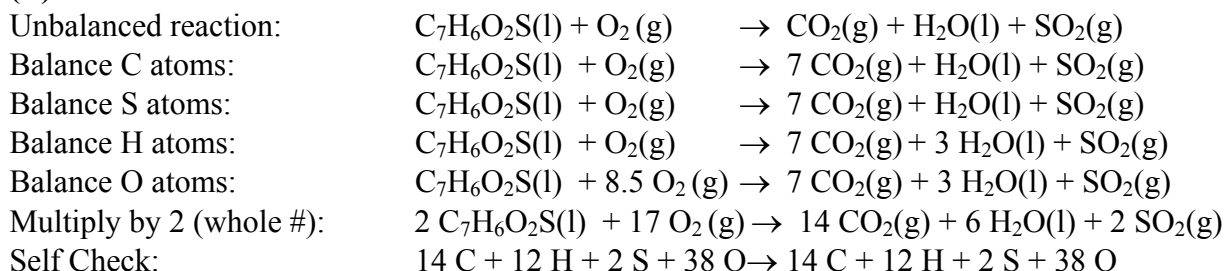 Unbalanced reaction: C₇H₆O₂S(l) + O₂ (g) → CO₂(g) + H₂O(l) + SO₂(g)
Balance C atoms: C₇H₆O₂S(l) + O₂(g) → 7 CO₂(g) + H₂O(l) + SO₂(g)
Balance S atoms: C₇H₆O₂S(l) + O₂(g) → 7 CO₂(g) + H₂O(l) + SO₂(g)
Balance H atoms: C₇H₆O₂S(l) + O₂(g) → 7 CO₂(g) + 3 H₂O(l) + SO₂(g)
Balance O atoms: C₇H₆O₂S(l) + 8.5 O₂ (g) → 7 CO₂(g) + 3 H₂O(l) + SO₂(g)
Multiply by 2 (whole #): 2 C₇H₆O₂S(l) + 17 O₂ (g) → 14 CO₂(g) + 6 H₂O(l) + 2 SO₂(g)
Self Check: 14 C + 12 H + 2 S + 38 O→ 14 C + 12 H + 2 S + 38 O